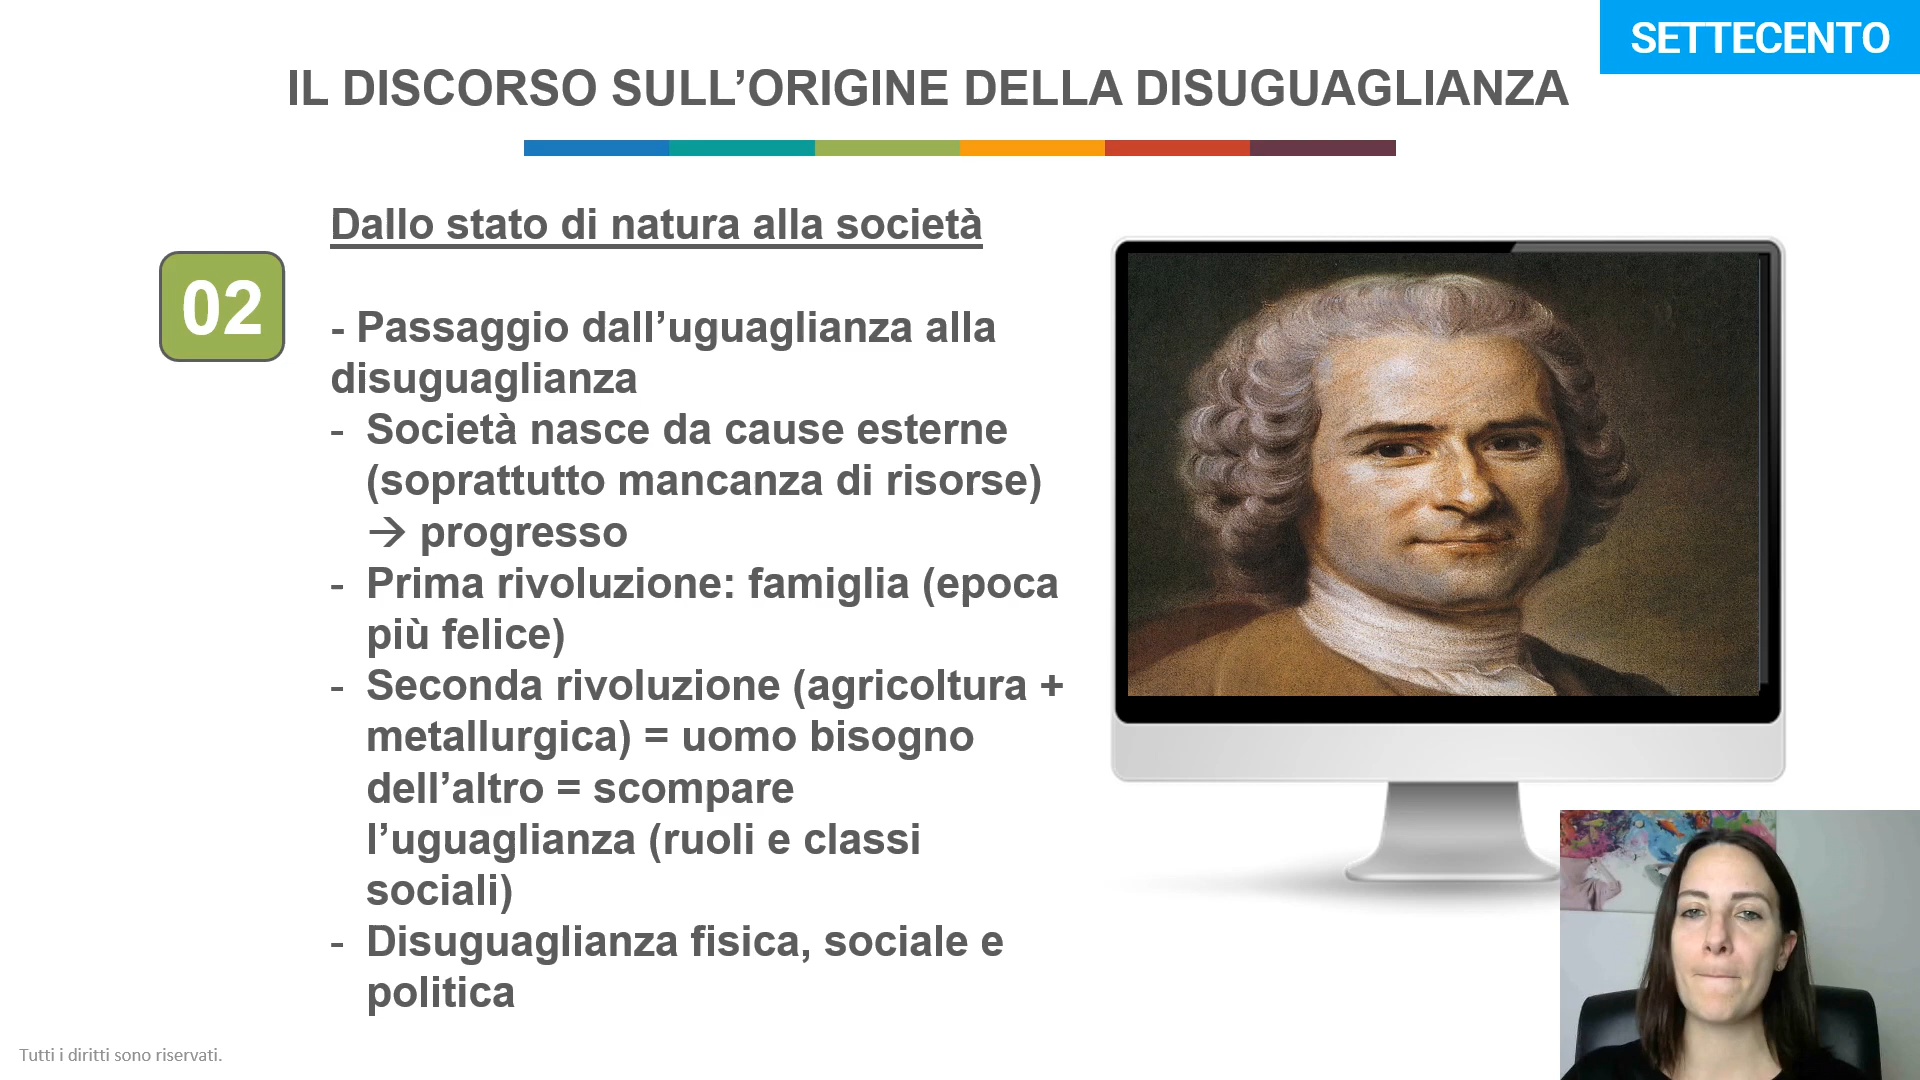 SETTECENTO
IL DISCORSO SULL’ORIGINE DELLA DISUGUAGLIANZA
Dallo stato di natura alla società
02
- Passaggio dall’uguaglianza alla
disuguaglianza
- Società nasce da cause esterne
(soprattutto mancanza di risorse)
→ progresso
- Prima rivoluzione: famiglia (epoca
più felice)
- Seconda rivoluzione (agricoltura +
metallurgica) = uomo bisogno
dell’altro = scompare
l’uguaglianza (ruoli e classi
sociali)
- Disuguaglianza fisica, sociale e
politica
Tutti i diritti sono riservati.